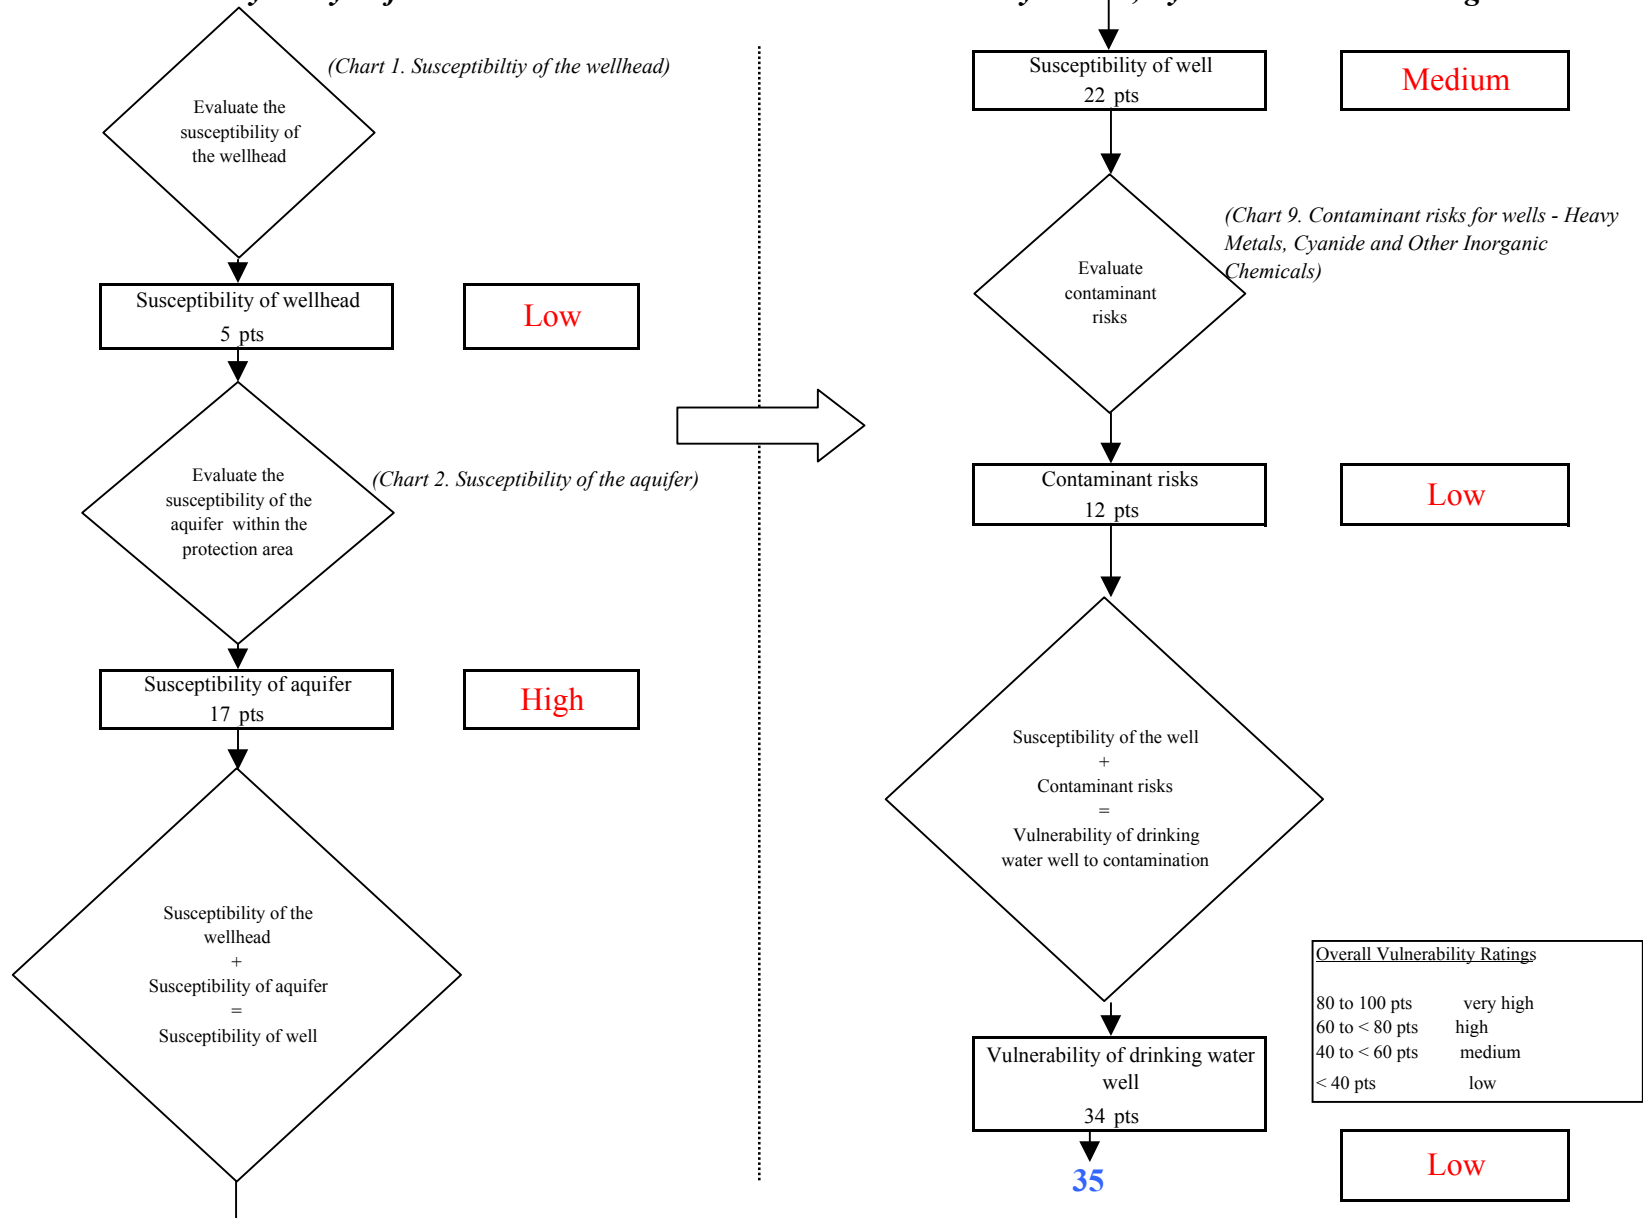 (Chart 1. Susceptibiltiy of the wellhead)
Evaluate the
susceptibility of
the wellhead
Susceptibility of wellhead
5 pts
Low
Evaluate the
susceptibility of the
aquifer within the
protection area
(Chart 2. Susceptibility of the aquifer)
Susceptibility of aquifer
17 pts
High
Susceptibility of the
wellhead
+
Susceptibility of aquifer
=
Susceptibility of well
Susceptibility of well
22 pts
Medium
(Chart 9. Contaminant risks for wells - Heavy
Metals, Cyanide and Other Inorganic
Chemicals)
Evaluate
contaminant
risks
Contaminant risks
12 pts
Low
Susceptibility of the well
+
Contaminant risks
=
Vulnerability of drinking
water well to contamination
Overall Vulnerability Ratings
80 to 100 pts very high
60 to < 80 pts high
40 to < 60 pts medium
< 40 pts low
Vulnerability of drinking water
well
34 pts
35
Low